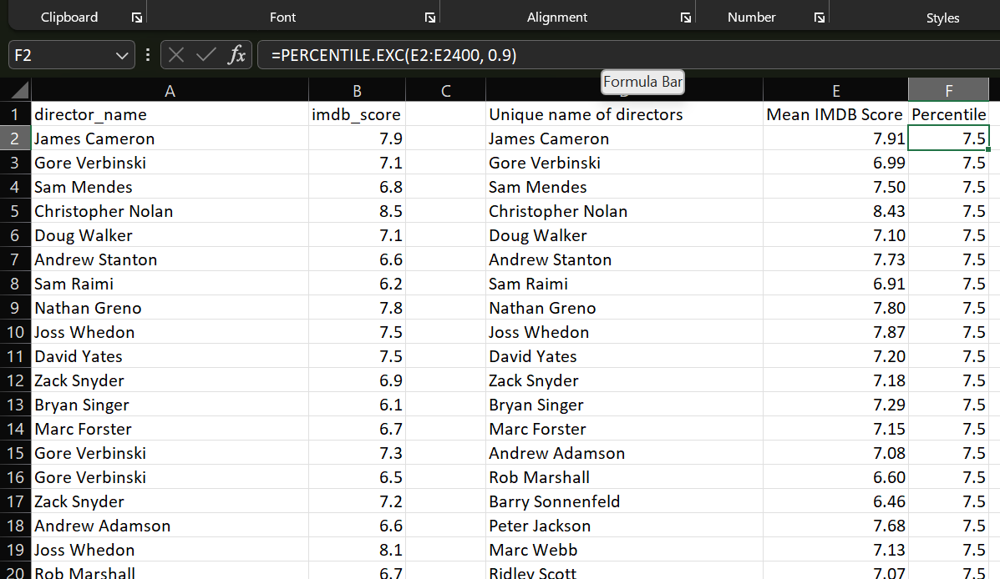 Clipboard Font Alignment Number Styles
F2 fx =PERCENTILE.EXC(E2:E2400, 0.9)
Formula Bar
A B C D E F
1 director_name imdb_score Unique name of directors Mean IMDB Score Percentile
2 James Cameron 7.9 James Cameron 7.91 7.5
3 Gore Verbinski 7.1 Gore Verbinski 6.99 7.5
4 Sam Mendes 6.8 Sam Mendes 7.50 7.5
5 Christopher Nolan 8.5 Christopher Nolan 8.43 7.5
6 Doug Walker 7.1 Doug Walker 7.10 7.5
7 Andrew Stanton 6.6 Andrew Stanton 7.73 7.5
8 Sam Raimi 6.2 Sam Raimi 6.91 7.5
9 Nathan Greno 7.8 Nathan Greno 7.80 7.5
10 Joss Whedon 7.5 Joss Whedon 7.87 7.5
11 David Yates 7.5 David Yates 7.20 7.5
12 Zack Snyder 6.9 Zack Snyder 7.18 7.5
13 Bryan Singer 6.1 Bryan Singer 7.29 7.5
14 Marc Forster 6.7 Marc Forster 7.15 7.5
15 Gore Verbinski 7.3 Andrew Adamson 7.08 7.5
16 Gore Verbinski 6.5 Rob Marshall 6.60 7.5
17 Zack Snyder 7.2 Barry Sonnenfeld 6.46 7.5
18 Andrew Adamson 6.6 Peter Jackson 7.68 7.5
19 Joss Whedon 8.1 Marc Webb 7.13 7.5
20 Rob Marshall 6.7 Ridley Scott 7.07 7.5